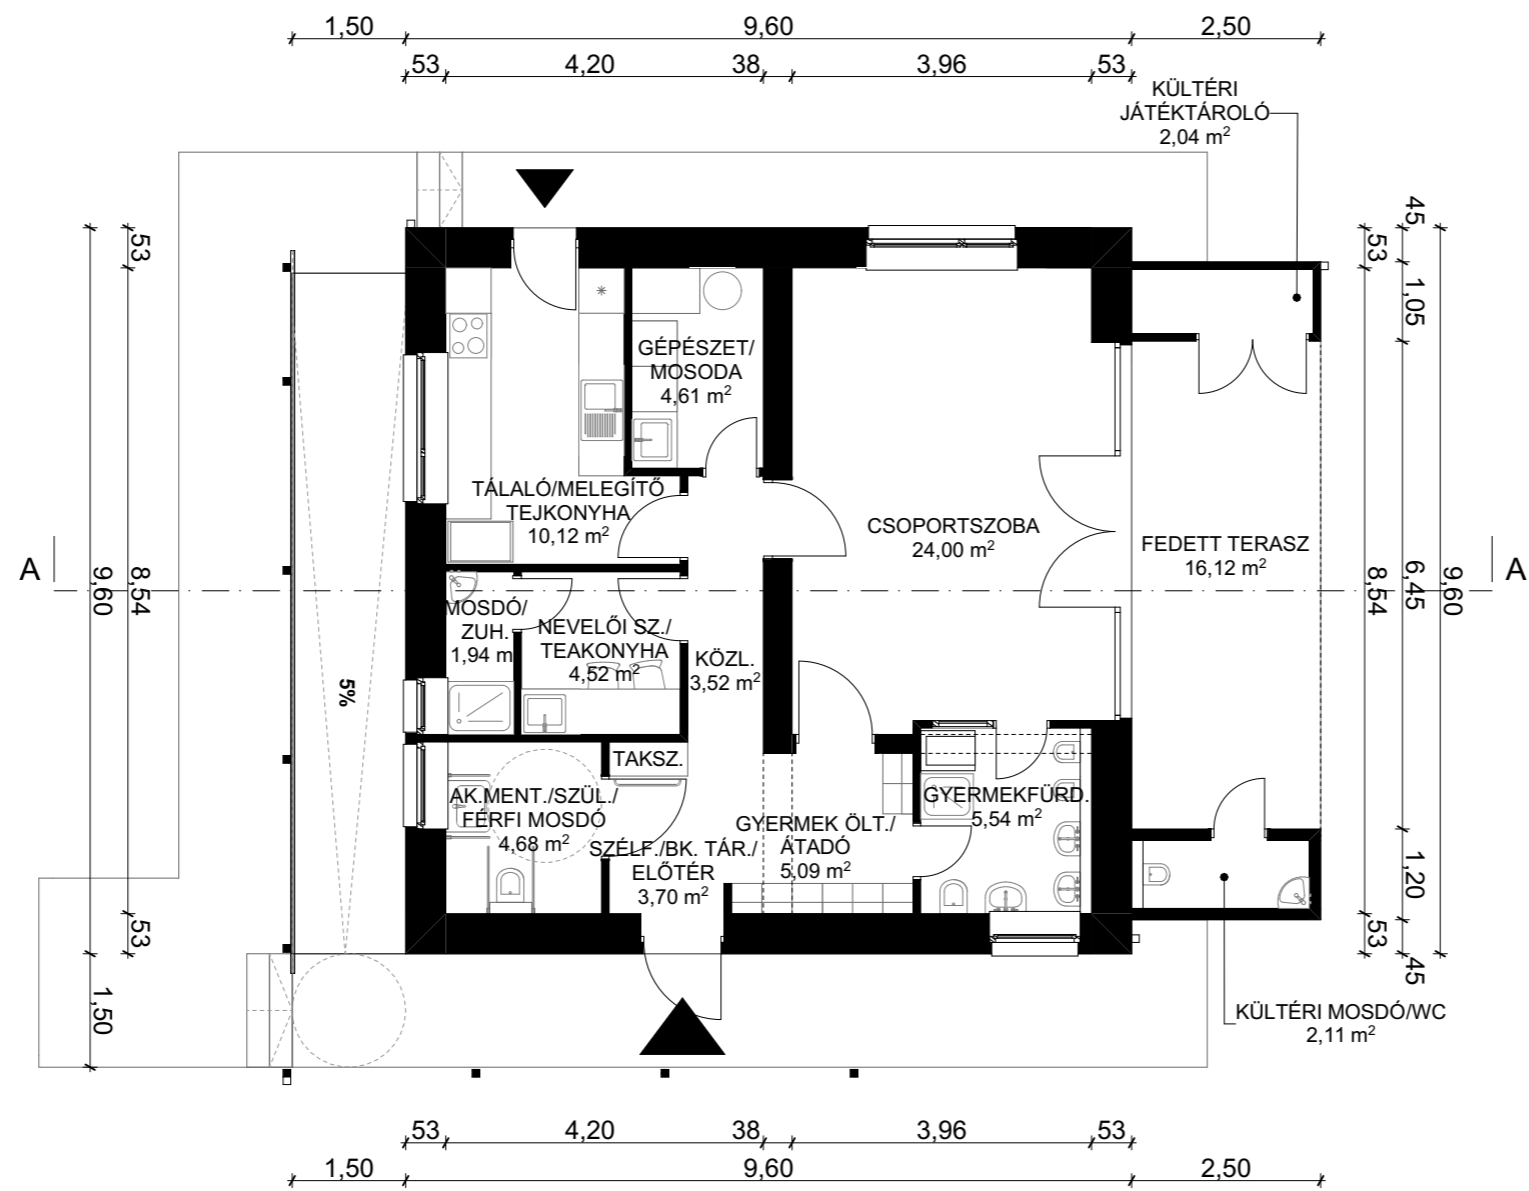 1,50
9,60
2,50
53
4,20
38
3,96
53
KÜLTÉRI
JÁTÉKTÁROLÓ
2,04 m²
53
45
53
1,05
GÉPÉSZET/
MOSODA
4,61 m²
TÁLALÓ/MELEGÍTŐ
TEJKONYHA
10,12 m²
CSOPORTSZOBA
24,00 m²
FEDETT TERASZ
16,12 m²
A
A
9,60
8,54
8,54
6,45
9,60
MOSDÓ/
ZUH.
1,94 m
NEVELŐI SZ./
TEAKONYHA
4,52 m²
KÖZL.
3,52 m²
5%
TAKSZ.
AK.MENT./SZÜL./
FÉRFI MOSDÓ
4,68 m²
SZÉLF./BK. TÁR./
ELŐTÉR
3,70 m²
GYERMEK ÖLT./
ÁTADÓ
5,09 m²
GYERMEKFÜRD.
5,54 m²
1,20
53
53
45
1,50
KÜLTÉRI MOSDÓ/WC
2,11 m²
53
4,20
38
3,96
53
1,50
9,60
2,50